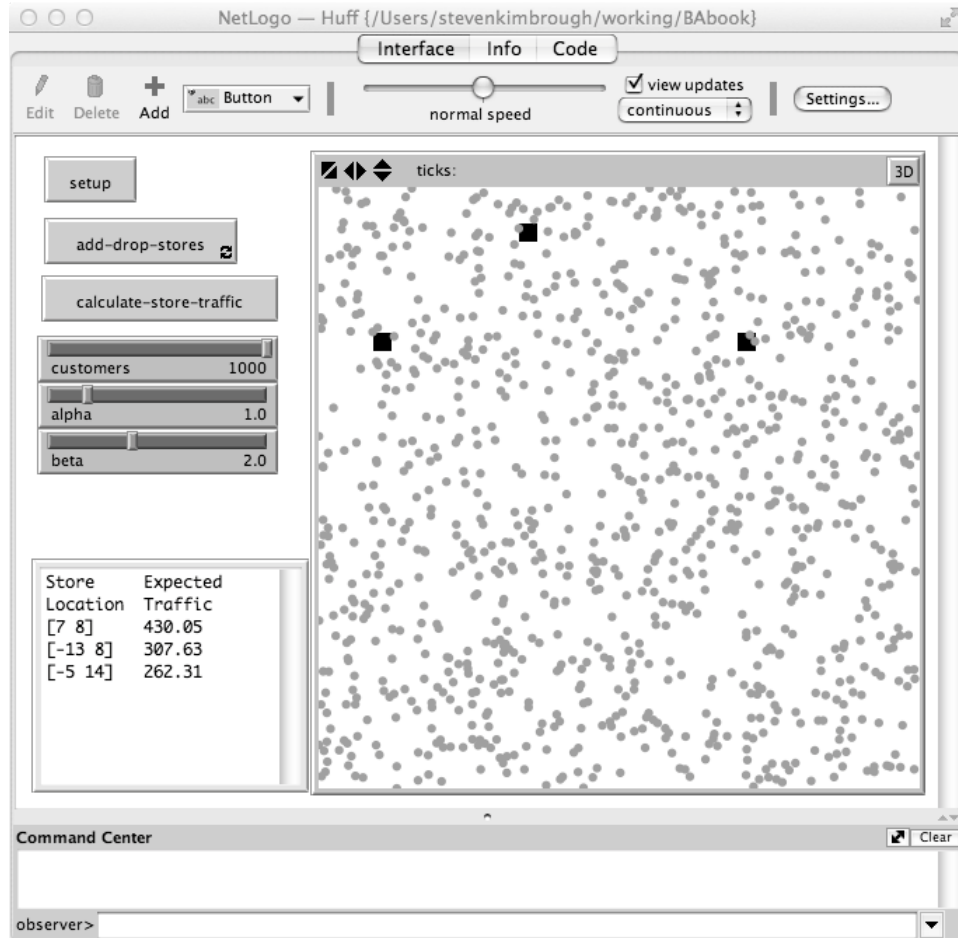 NetLogo — Huff {/Users/stevenkimbrough/working/BAbook}
Interface Info Code
Edit Delete Add abc Button normal speed view updates continuous Settings...
setup
ticks: 3D
add-drop-stores
calculate-store-traffic
customers 1000
alpha 1.0
beta 2.0
Store Expected
Location Traffic
[7 8] 430.05
[-13 8] 307.63
[-5 14] 262.31
Command Center Clear
observer>